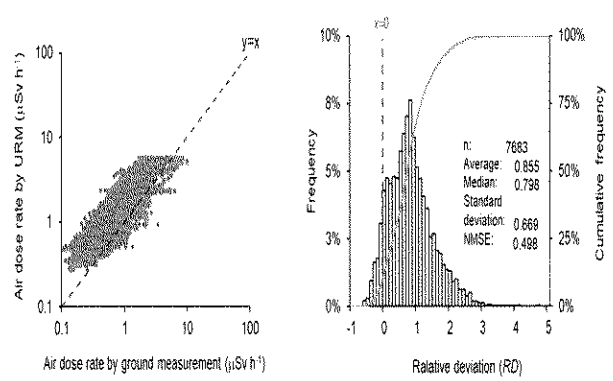 100
10
1
0.1
0.1
1
10
100
y=x
Air dose rate by URM (μSv h⁻¹)
Air dose rate by ground measurement (μSv h⁻¹)
x=0
10%
8%
5%
3%
0%
100%
75%
50%
25%
0%
-1
0
1
2
3
4
5
Frequency
Cumulative frequency
n: 7683
Average: 0.855
Median: 0.798
Standard
deviation: 0.669
NMSE: 0.498
Ralative deviation (RD)